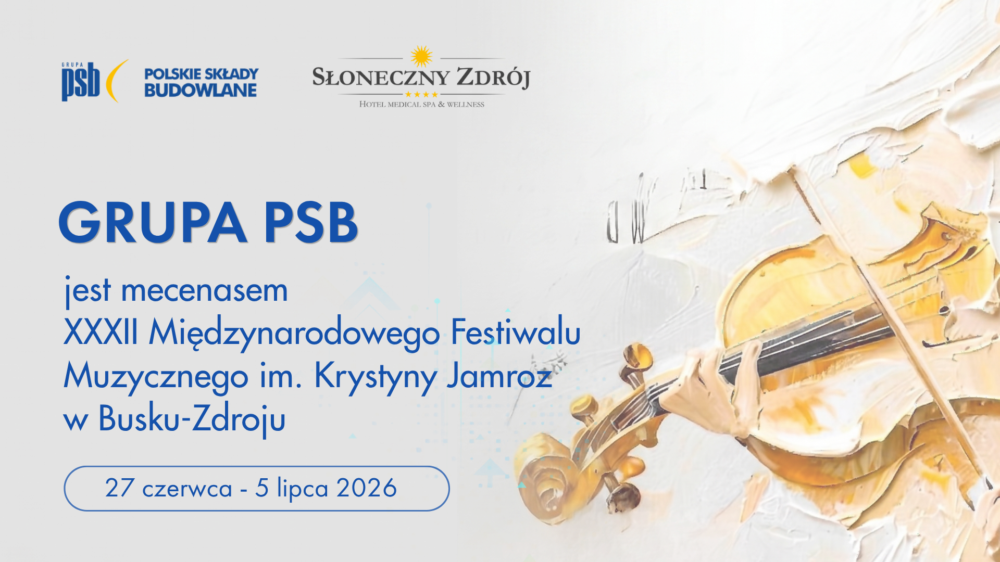 GRUPA
psb
POLSKIE SKŁADY
BUDOWLANE
SŁONECZNY ZDRÓJ
HOTEL MEDICAL SPA & WELLNESS
GRUPA PSB
jest mecenasem
XXXII Międzynarodowego Festiwalu
Muzycznego im. Krystyny Jamroz
w Busku-Zdroju
27 czerwca - 5 lipca 2026